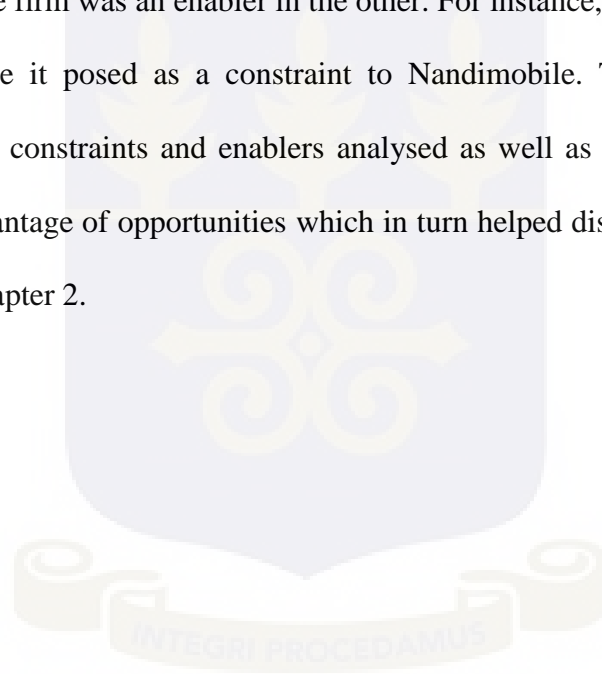 e firm was an enabler in the other. For instance,
e it posed as a constraint to Nandimobile. T
constraints and enablers analysed as well as
antage of opportunities which in turn helped dis
apter 2.
INTEGRI PROCEDAMUS